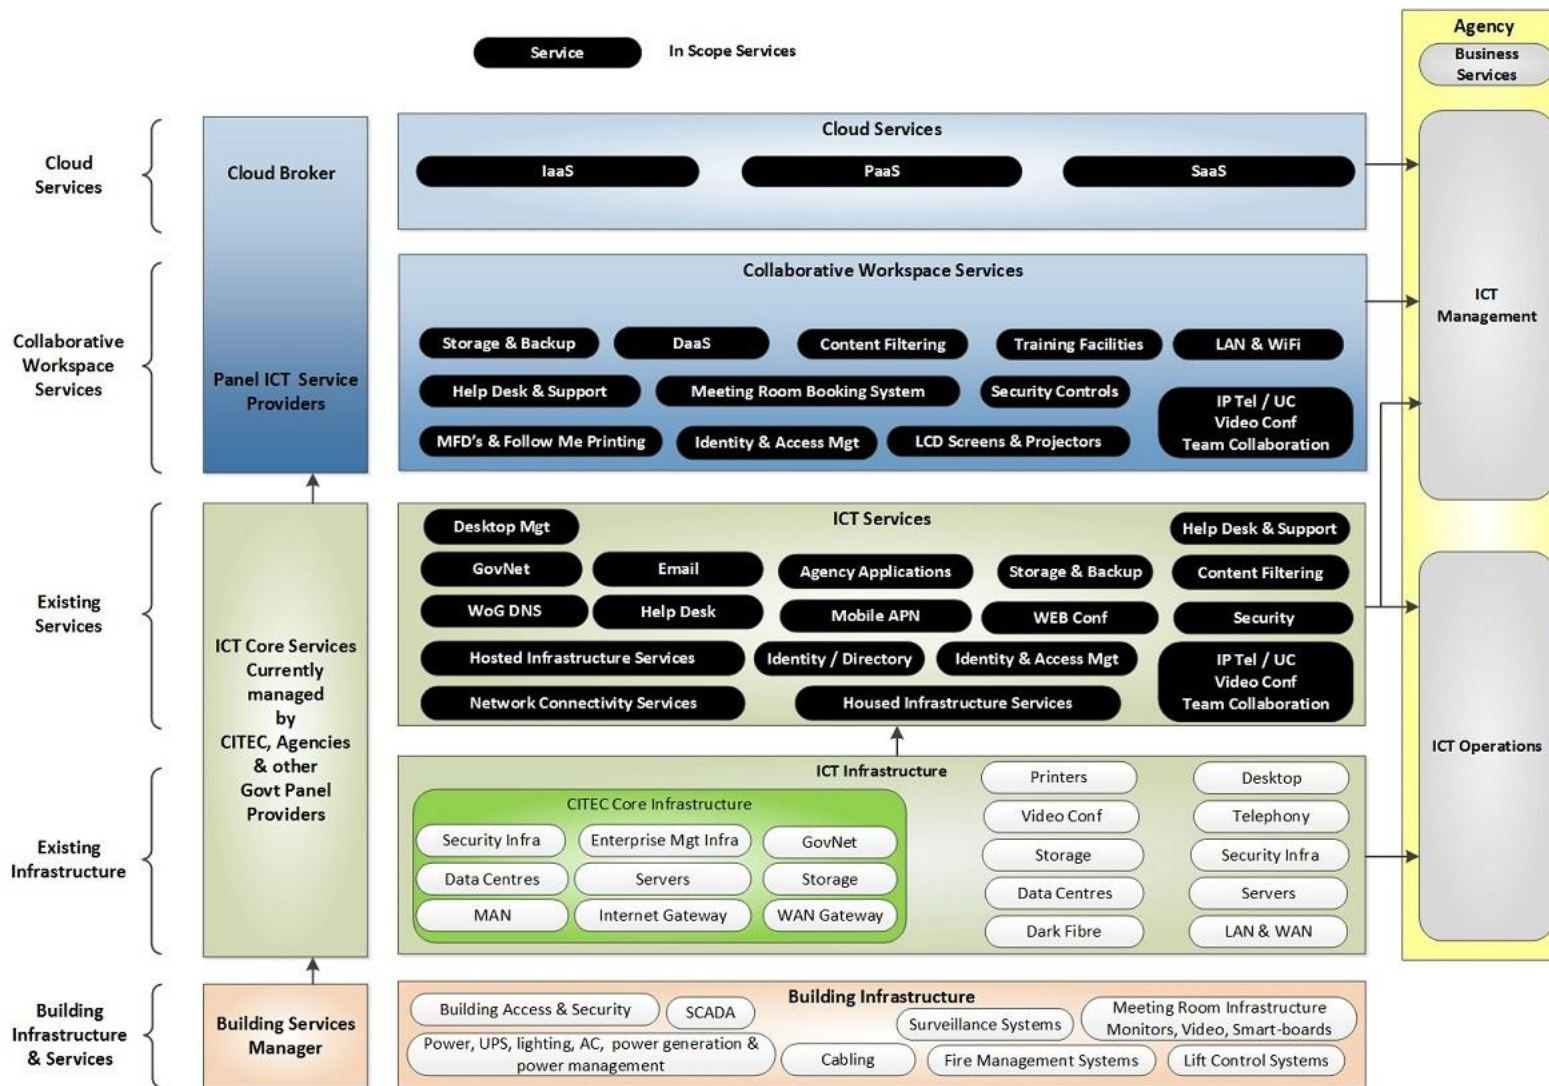 Service
In Scope Services
Agency
Business
Services
ICT
Management
ICT Operations
Cloud
Services
Cloud Broker
Panel ICT Service
Providers
Cloud Services
IaaS
PaaS
SaaS
Collaborative
Workspace
Services
Collaborative Workspace Services
Storage & Backup
DaaS
Content Filtering
Training Facilities
LAN & WiFi
Help Desk & Support
Meeting Room Booking System
Security Controls
IP Tel / UC
Video Conf
Team Collaboration
MFD's & Follow Me Printing
Identity & Access Mgt
LCD Screens & Projectors
Existing
Services
ICT Core Services
Currently
managed
by
CITEC, Agencies
& other
Govt Panel
Providers
ICT Services
Desktop Mgt
Help Desk & Support
GovNet
Email
Agency Applications
Storage & Backup
Content Filtering
WoG DNS
Help Desk
Mobile APN
WEB Conf
Security
Hosted Infrastructure Services
Identity / Directory
Identity & Access Mgt
IP Tel / UC
Video Conf
Team Collaboration
Network Connectivity Services
Housed Infrastructure Services
Existing
Infrastructure
ICT Infrastructure
CITEC Core Infrastructure
Security Infra
Enterprise Mgt Infra
GovNet
Data Centres
Servers
Storage
MAN
Internet Gateway
WAN Gateway
Printers
Desktop
Video Conf
Telephony
Storage
Security Infra
Data Centres
Servers
Dark Fibre
LAN & WAN
Building
Infrastructure
& Services
Building Services
Manager
Building Infrastructure
Building Access & Security
SCADA
Surveillance Systems
Meeting Room Infrastructure
Monitors, Video, Smart-boards
Power, UPS, lighting, AC, power generation &
power management
Cabling
Fire Management Systems
Lift Control Systems